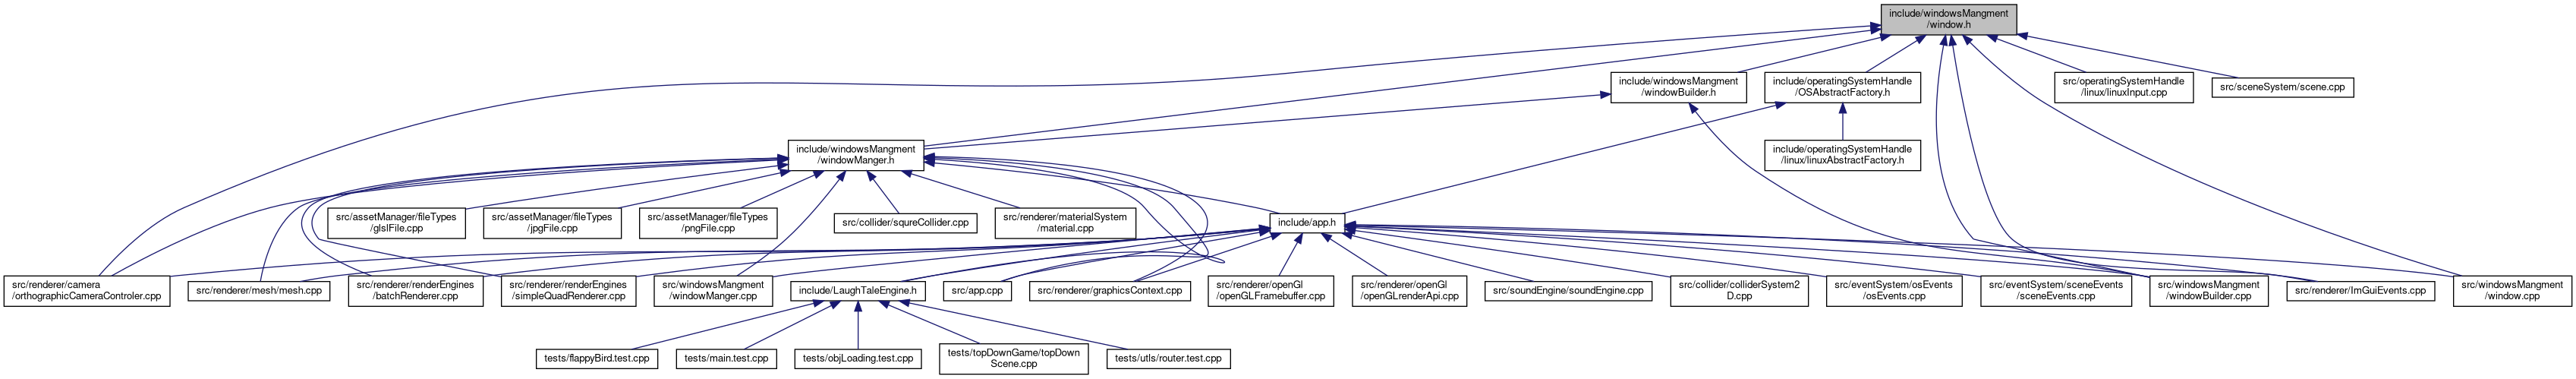 include/windowsMangment
/window.h
include/windowsMangment
/windowBuilder.h
include/operatingSystemHandle
/OSAbstractFactory.h
src/operatingSystemHandle
/linux/linuxInput.cpp
src/sceneSystem/scene.cpp
include/windowsMangment
/windowManger.h
include/operatingSystemHandle
/linux/linuxAbstractFactory.h
src/assetManager/fileTypes
/glslFile.cpp
src/assetManager/fileTypes
/jpgFile.cpp
src/assetManager/fileTypes
/pngFile.cpp
src/collider/squreCollider.cpp
src/renderer/materialSystem
/material.cpp
include/app.h
src/renderer/camera
/orthographicCameraControler.cpp
src/renderer/mesh/mesh.cpp
src/renderer/renderEngines
/batchRenderer.cpp
src/renderer/renderEngines
/simpleQuadRenderer.cpp
src/windowsMangment
/windowManger.cpp
include/LaughTaleEngine.h
src/app.cpp
src/renderer/graphicsContext.cpp
src/renderer/openGl
/openGLFramebuffer.cpp
src/renderer/openGl
/openGLrenderApi.cpp
src/soundEngine/soundEngine.cpp
src/collider/colliderSystem2
D.cpp
src/eventSystem/osEvents
/osEvents.cpp
src/eventSystem/sceneEvents
/sceneEvents.cpp
src/windowsMangment
/windowBuilder.cpp
src/renderer/ImGuiEvents.cpp
src/windowsMangment
/window.cpp
tests/flappyBird.test.cpp
tests/main.test.cpp
tests/objLoading.test.cpp
tests/topDownGame/topDown
Scene.cpp
tests/utls/router.test.cpp